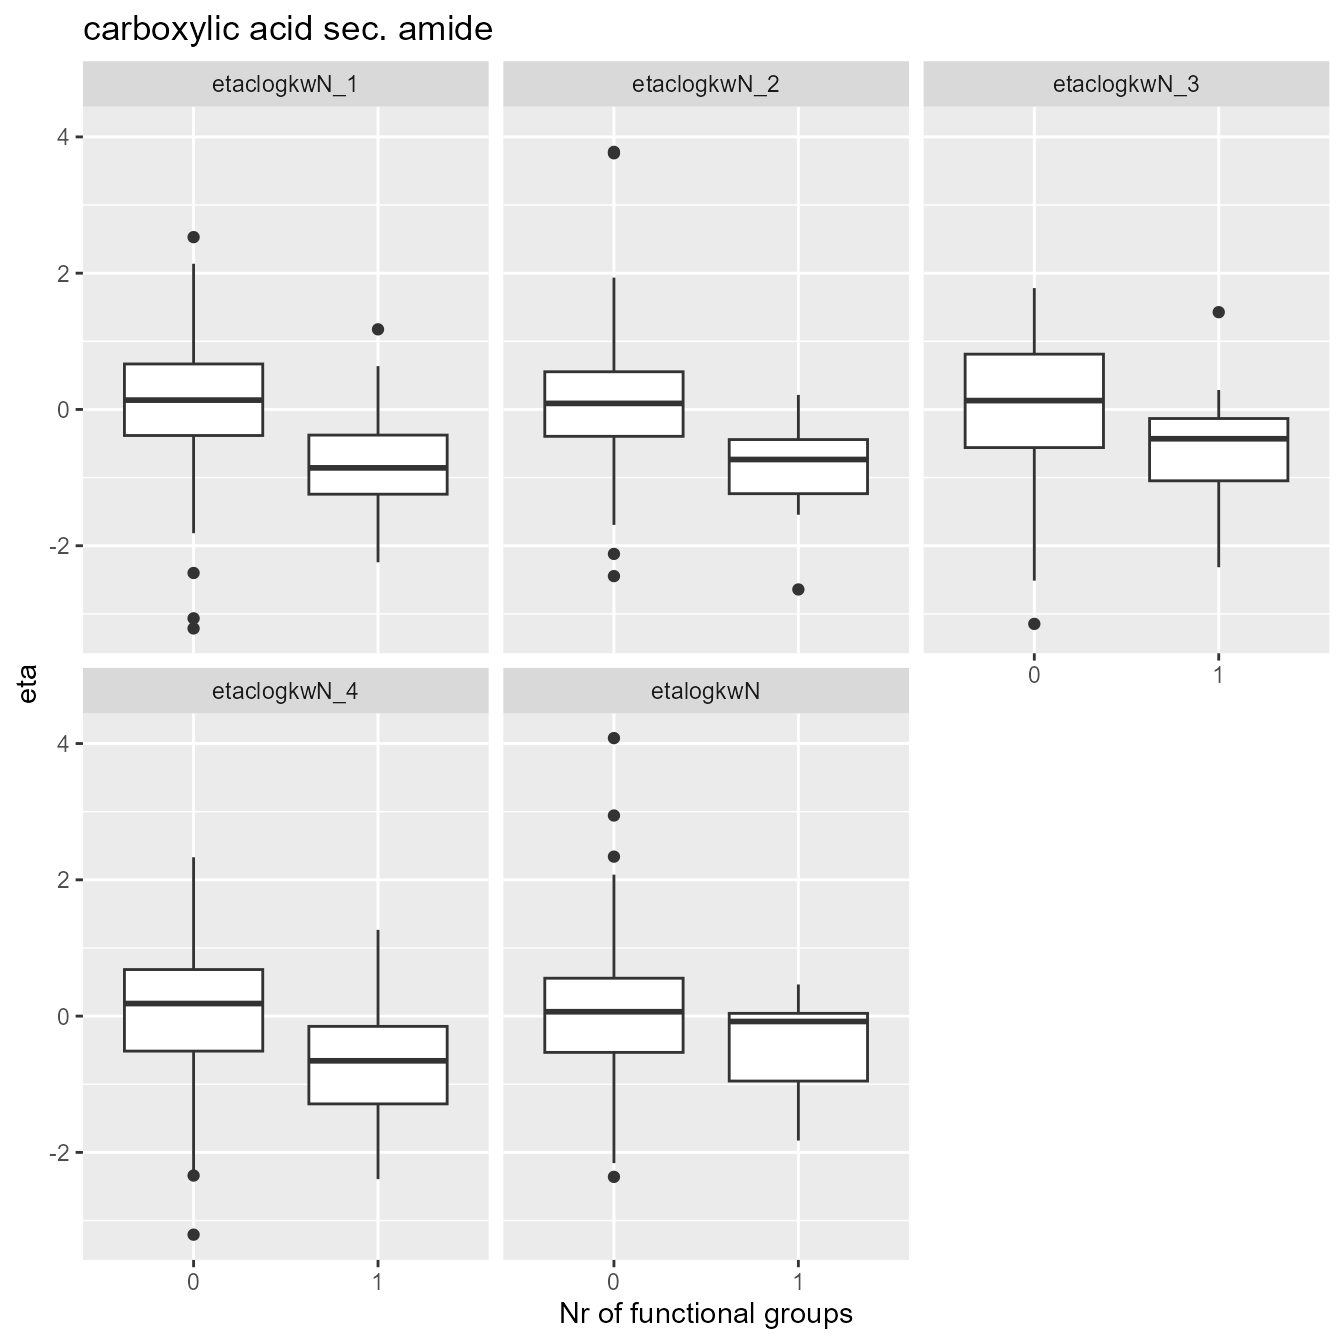 carboxylic acid sec. amide
etaclogkwN_1
etaclogkwN_2
etaclogkwN_3
4
2
0
-2
0
1
eta
etaclogkwN_4
etalogkwN
4
2
0
-2
0
1
0
1
Nr of functional groups